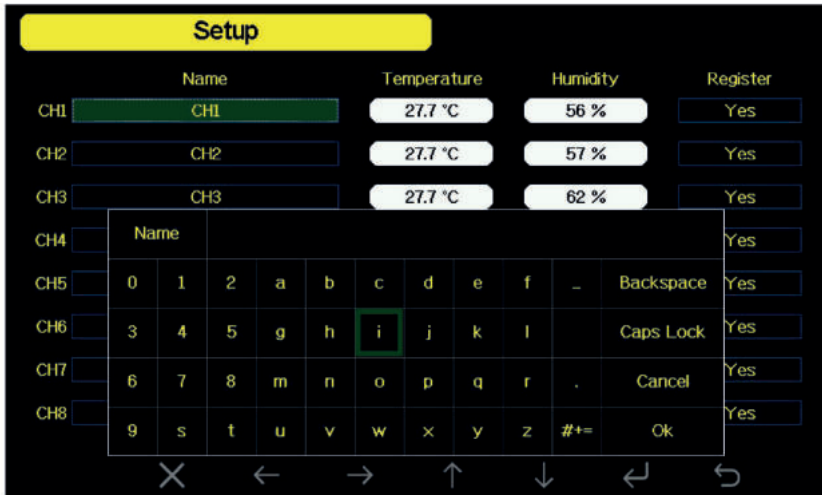 Setup
Name Temperature Humidity Register
CH1 CH1 27.7 °C 56 % Yes
CH2 CH2 27.7 °C 57 % Yes
CH3 CH3 27.7 °C 62 % Yes
CH4 Name Yes
CH5 0 1 2 a b c d e f _ Backspace Yes
CH6 3 4 5 g h i j k l Caps Lock Yes
CH7 6 7 8 m n o p q r . Cancel Yes
CH8 9 s t u v w x y z #+= Ok Yes